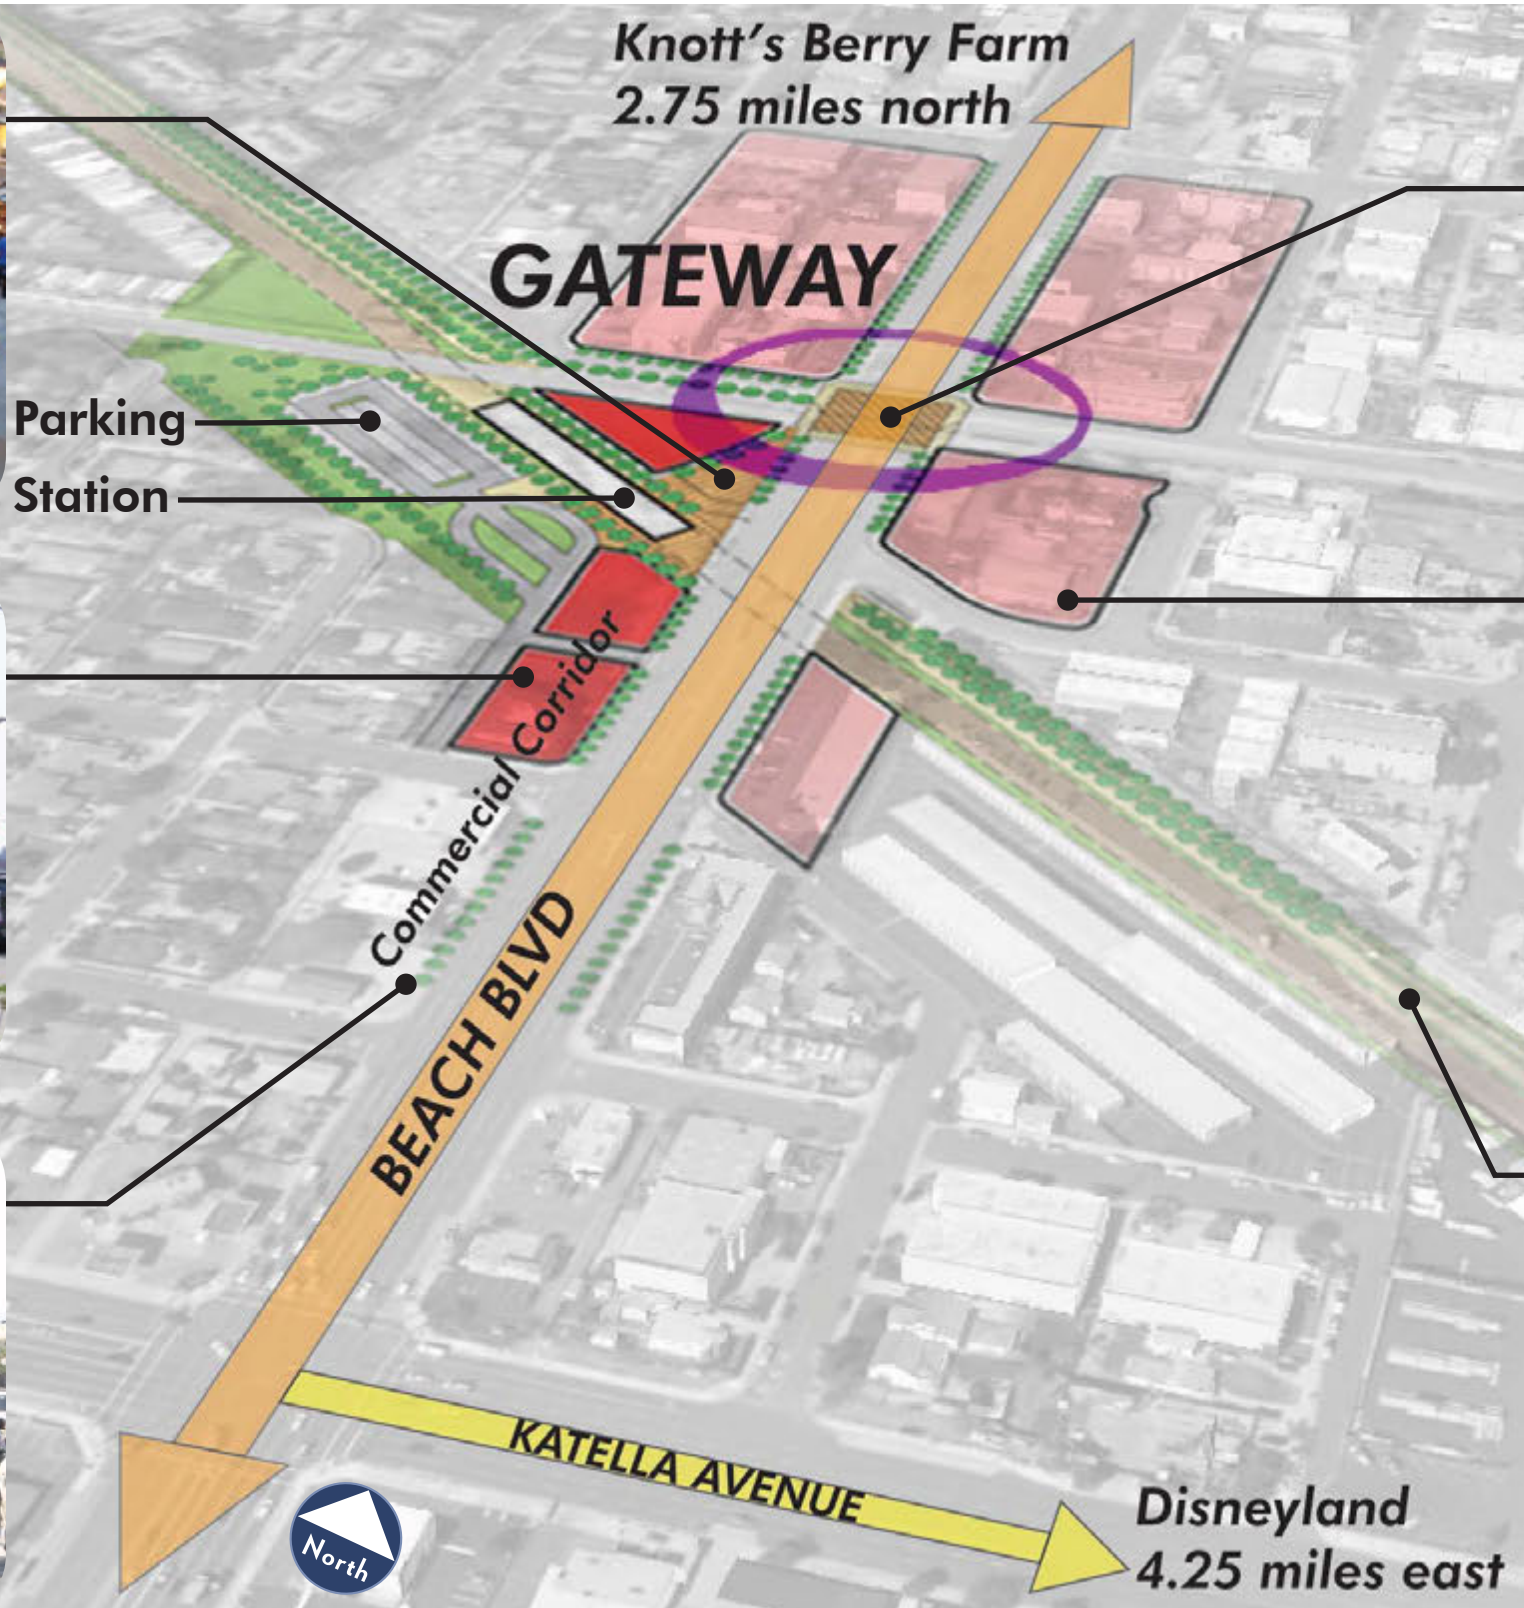 Knott's Berry Farm
2.75 miles north
GATEWAY
Parking
Station
Commercial Corridor
BEACH BLVD
KATELLA AVENUE
North
Disneyland
4.25 miles east